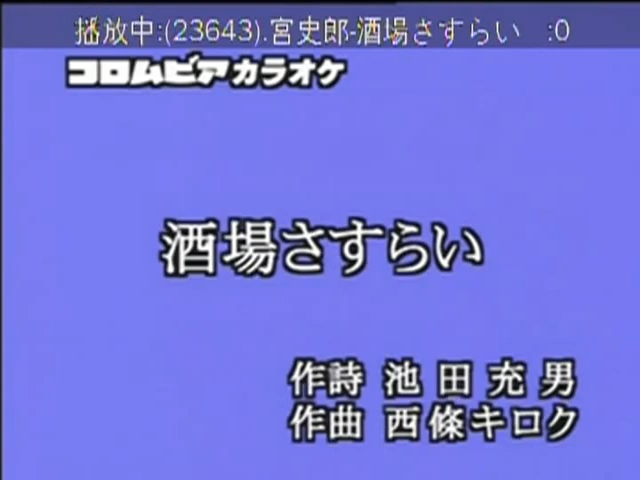 播放中:(23643).宮史郎-酒場さすらい :0
コロムビアカラオケ
酒場さすらい
作詩 池田充男
作曲 西條キロク